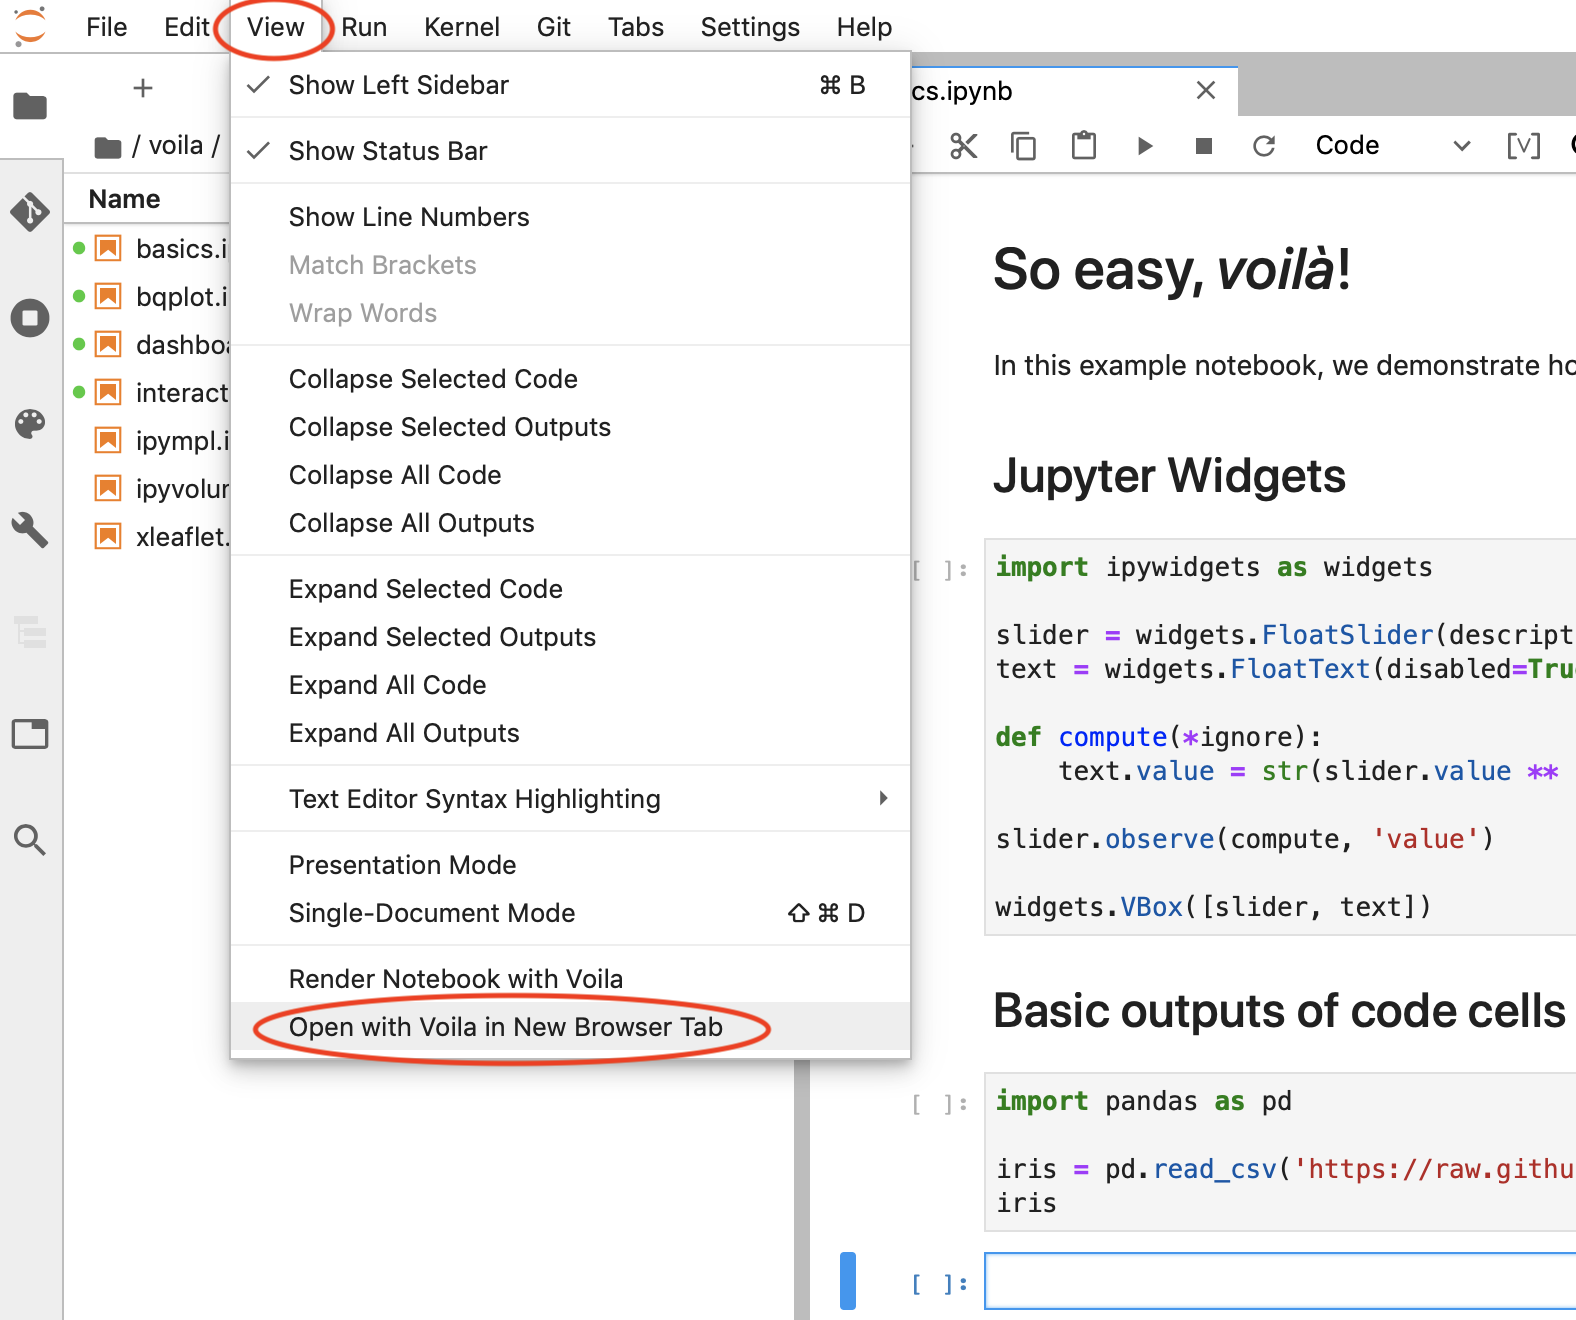 File Edit View Run Kernel Git Tabs Settings Help
+
/ voila /
Name
basics.i
bqplot.i
dashboa
interact
ipympl.i
ipyvolur
xleaflet.
✓ Show Left Sidebar ⌘ B
✓ Show Status Bar
Show Line Numbers
Match Brackets
Wrap Words
Collapse Selected Code
Collapse Selected Outputs
Collapse All Code
Collapse All Outputs
Expand Selected Code
Expand Selected Outputs
Expand All Code
Expand All Outputs
Text Editor Syntax Highlighting
Presentation Mode
Single-Document Mode ⇧ ⌘ D
Render Notebook with Voila
Open with Voila in New Browser Tab
cs.ipynb
Code
So easy, voilà!
In this example notebook, we demonstrate ho
Jupyter Widgets
[ ]:
import ipywidgets as widgets
slider = widgets.FloatSlider(descript
text = widgets.FloatText(disabled=Tru
def compute(*ignore):
    text.value = str(slider.value **
slider.observe(compute, 'value')
widgets.VBox([slider, text])
Basic outputs of code cells
[ ]:
import pandas as pd
iris = pd.read_csv('https://raw.githu
iris
[ ]: